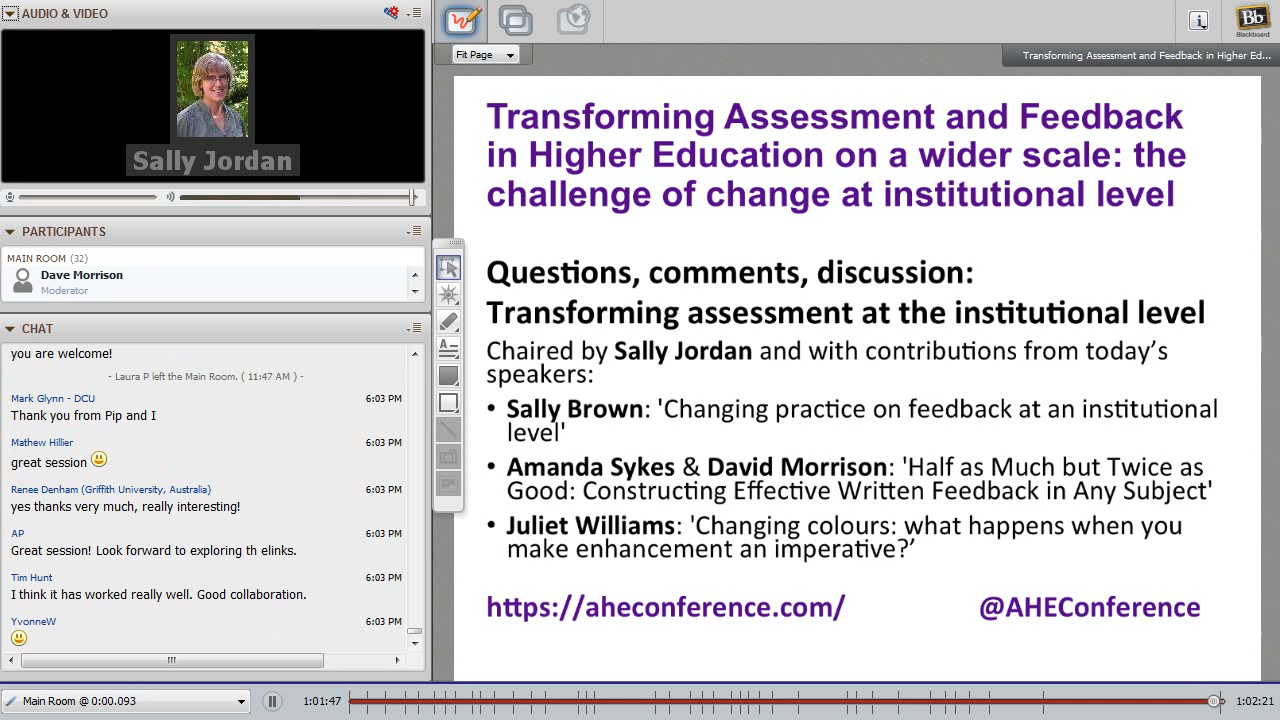 AUDIO & VIDEO
Sally Jordan
PARTICIPANTS
MAIN ROOM (32)
Dave Morrison
Moderator
CHAT
you are welcome!
- Laura P left the Main Room. ( 11:47 AM ) -
Mark Glynn - DCU 6:03 PM
Thank you from Pip and I
Mathew Hillier 6:03 PM
great session
Renee Denham (Griffith University, Australia) 6:03 PM
yes thanks very much, really interesting!
AP 6:03 PM
Great session! Look forward to exploring th elinks.
Tim Hunt 6:03 PM
I think it has worked really well. Good collaboration.
YvonneW 6:03 PM
Fit Page
i
Bb
Blackboard
Transforming Assessment and Feedback in Higher Ed...
Transforming Assessment and Feedback
in Higher Education on a wider scale: the
challenge of change at institutional level
Questions, comments, discussion:
Transforming assessment at the institutional level
Chaired by Sally Jordan and with contributions from today’s
speakers:
• Sally Brown: 'Changing practice on feedback at an institutional
level'
• Amanda Sykes & David Morrison: 'Half as Much but Twice as
Good: Constructing Effective Written Feedback in Any Subject'
• Juliet Williams: 'Changing colours: what happens when you
make enhancement an imperative?’
https://aheconference.com/ @AHEConference
Main Room @ 0:00.093
1:01:47
1:02:21